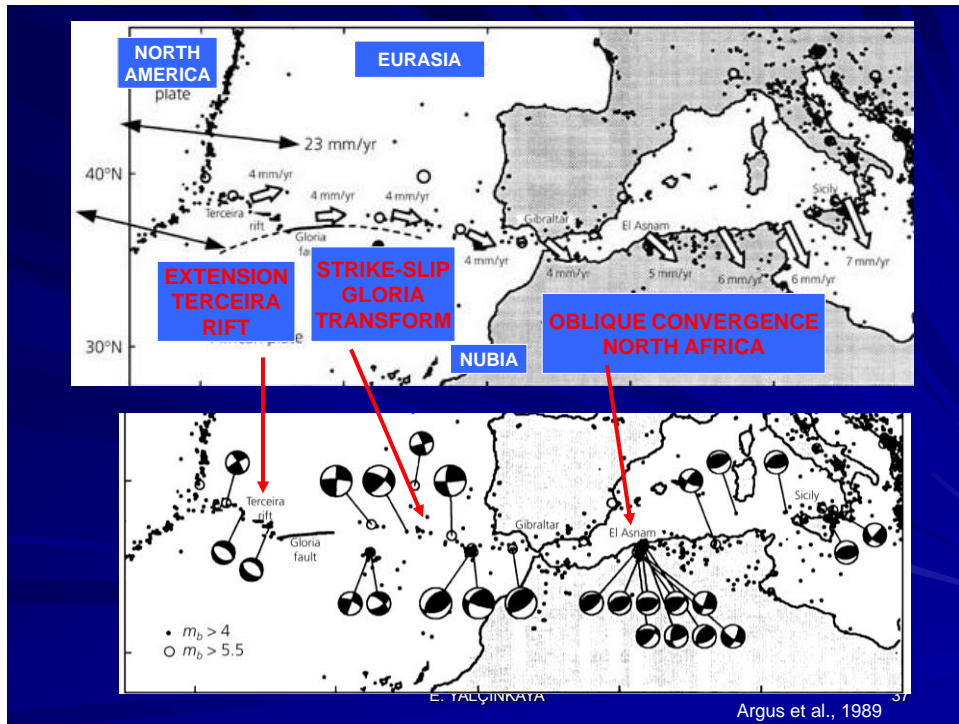 NORTH
AMERICA
plate
EURASIA
23 mm/yr
40°N
4 mm/yr
4 mm/yr
4 mm/yr
Terceira
rift
Gloria
fault
4 mm/yr
Gibraltar
4 mm/yr
El Asnam
5 mm/yr
6 mm/yr
6 mm/yr
Sicily
7 mm/yr
EXTENSION
TERCEIRA
RIFT
STRIKE-SLIP
GLORIA
TRANSFORM
OBLIQUE CONVERGENCE
NORTH AFRICA
plate
30°N
NUBIA
Terceira
rift
Gloria
fault
Gibraltar
El Asnam
Sicily
mb > 4
mb > 5.5
E. YALÇINKAYA
37
Argus et al., 1989